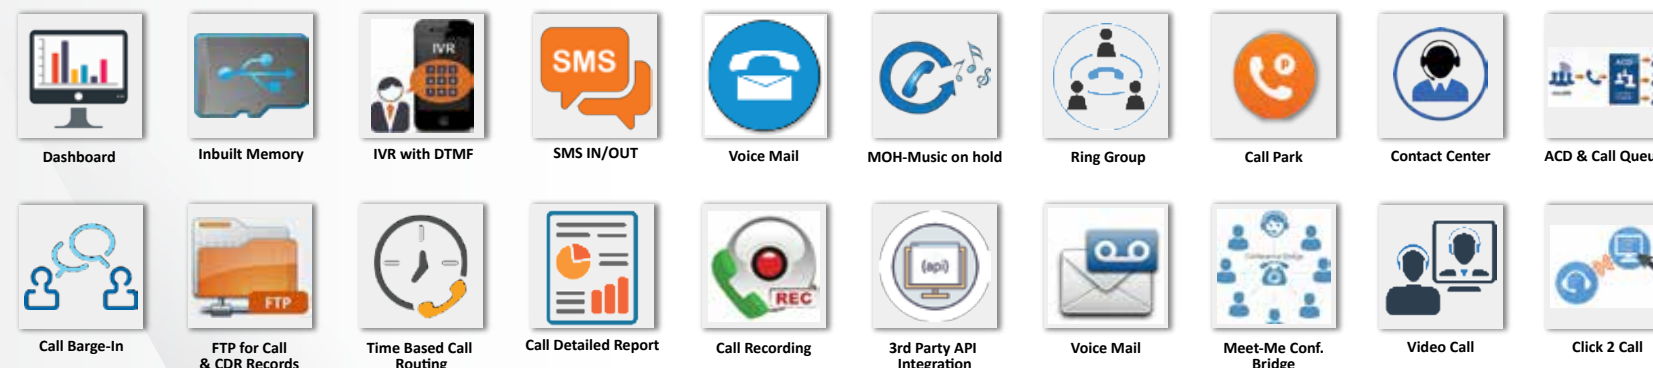 IVR
SMS
P
ACD
Dashboard
Inbuilt Memory
IVR with DTMF
SMS IN/OUT
Voice Mail
MOH-Music on hold
Ring Group
Call Park
Contact Center
ACD & Call Queu
FTP
REC
(api)
Conference Bridge
Call Barge-In
FTP for Call
& CDR Records
Time Based Call
Routing
Call Detailed Report
Call Recording
3rd Party API
Integration
Voice Mail
Meet-Me Conf.
Bridge
Video Call
Click 2 Call